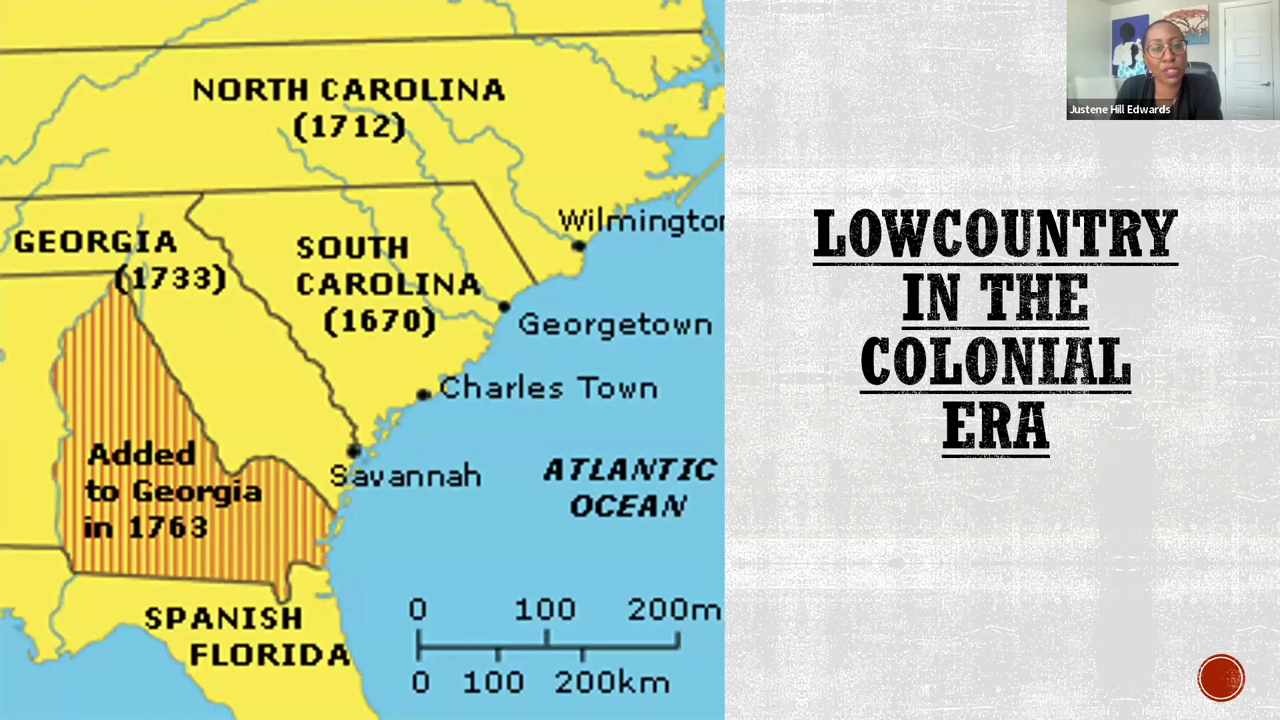 NORTH CAROLINA
(1712)
Wilmington
GEORGIA
(1733)
SOUTH
CAROLINA
(1670)
Georgetown
Charles Town
Savannah
Added
to Georgia
in 1763
ATLANTIC
OCEAN
SPANISH
FLORIDA
0 100 200m
0 100 200km
Justene Hill Edwards
LOWCOUNTRY
IN THE
COLONIAL
ERA